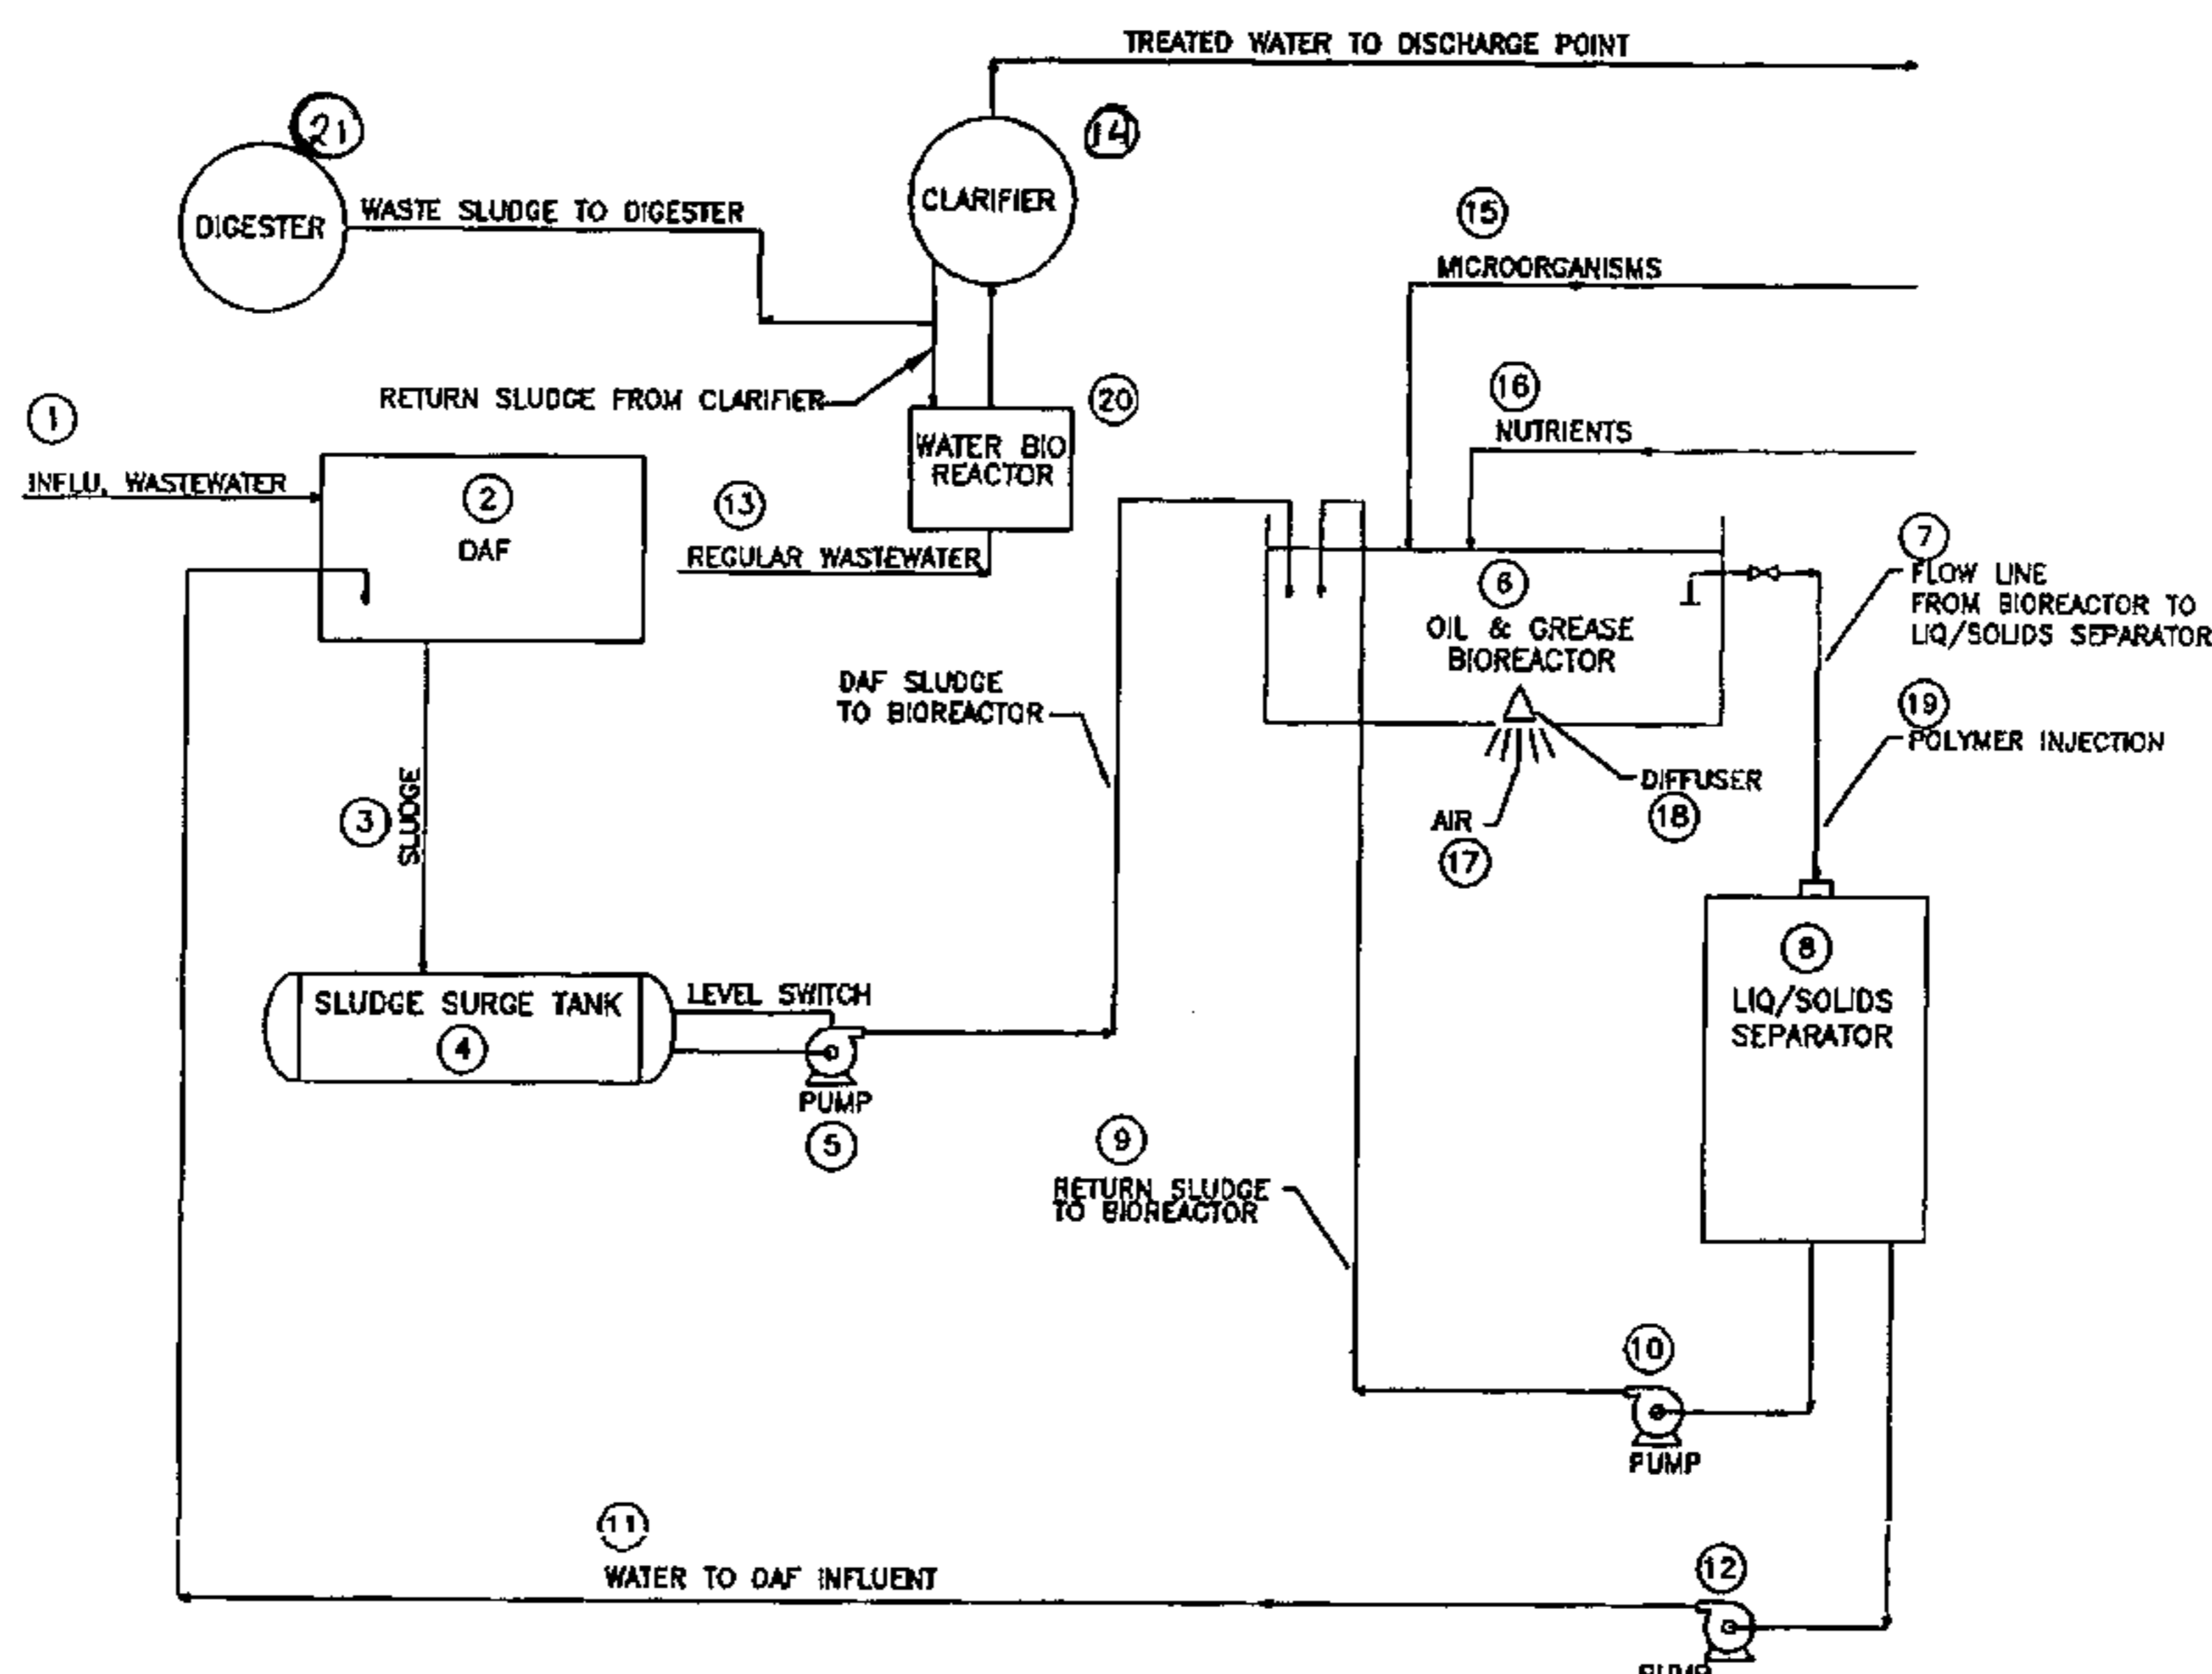 TREATED WATER TO DISCHARGE POINT
21
14
DIGESTER
WASTE SLUDGE TO DIGESTER
CLARIFIER
15
MICROORGANISMS
RETURN SLUDGE FROM CLARIFIER
20
16
NUTRIENTS
1
INFLU. WASTEWATER
2
DAF
WATER BIO
REACTOR
13
REGULAR WASTEWATER
6
OIL & GREASE
BIOREACTOR
7
FLOW LINE
FROM BIOREACTOR TO
LIQ/SOLIDS SEPARATOR
19
POLYMER INJECTION
DAF SLUDGE
TO BIOREACTOR
DIFFUSER
18
AIR
17
3
SLUDGE
8
LIQ/SOLIDS
SEPARATOR
SLUDGE SURGE TANK
4
LEVEL SWITCH
PUMP
5
9
RETURN SLUDGE
TO BIOREACTOR
10
PUMP
11
WATER TO DAF INFLUENT
12
PUMP